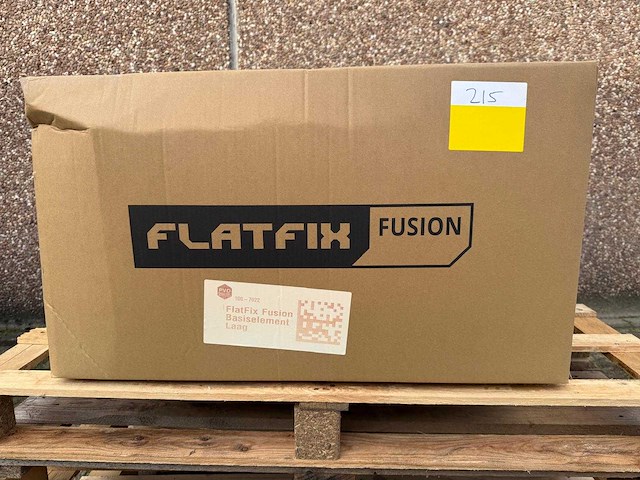 215
FLATFIX FUSION
FlatFix Fusion
Basiselement
Laag